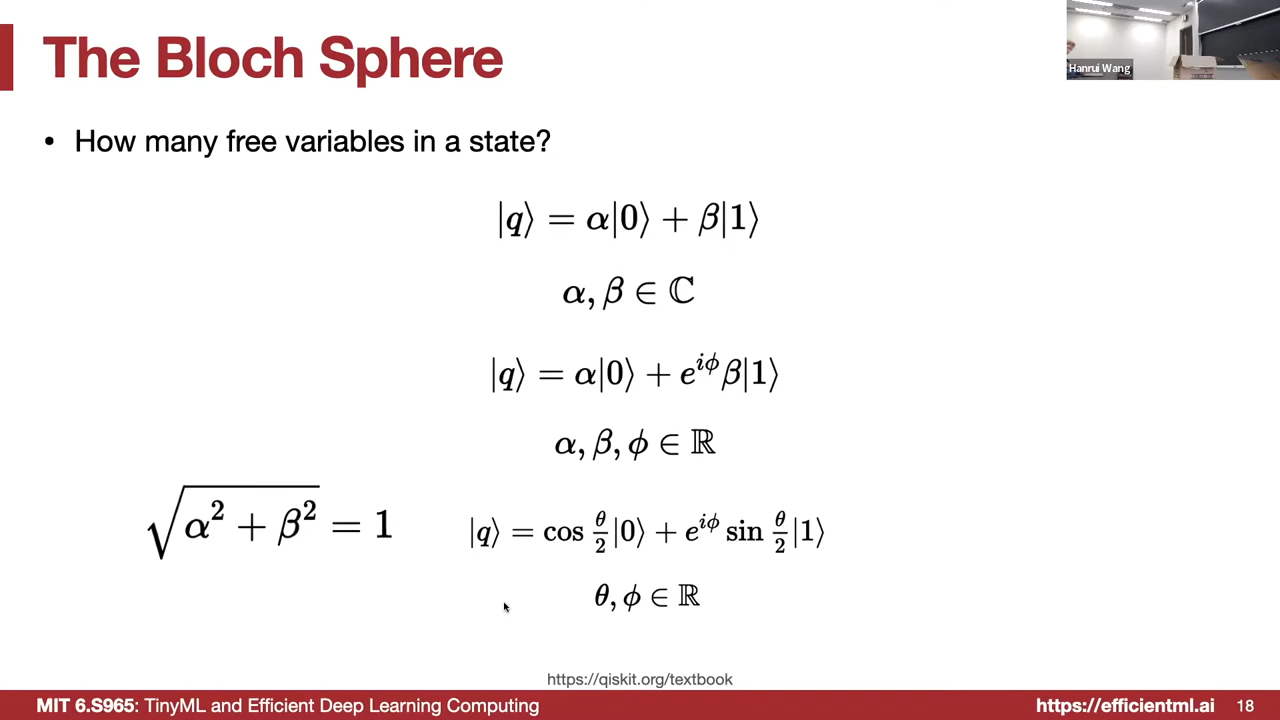 The Bloch Sphere
Hanrui Wang
• How many free variables in a state?
|q⟩ = α|0⟩ + β|1⟩
α, β ∈ ℂ
|q⟩ = α|0⟩ + e^{iϕ}β|1⟩
α, β, ϕ ∈ ℝ
√(α² + β²) = 1
|q⟩ = cos θ/2 |0⟩ + e^{iϕ} sin θ/2 |1⟩
θ, ϕ ∈ ℝ
https://qiskit.org/textbook
MIT 6.S965: TinyML and Efficient Deep Learning Computing
https://efficientml.ai
18